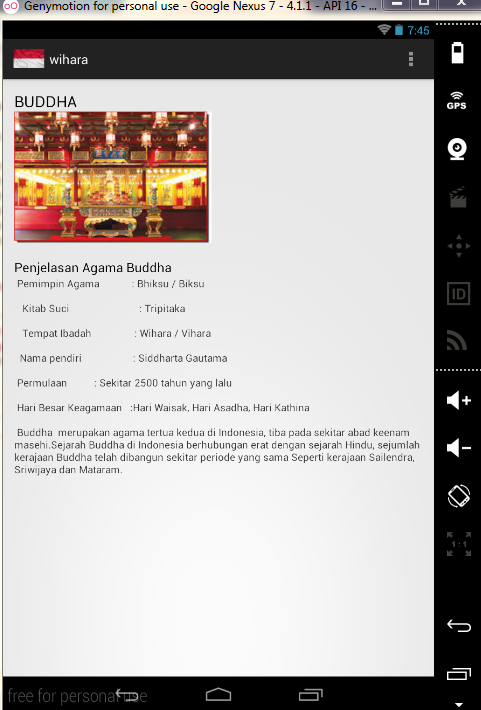 Genymotion for personal use - Google Nexus 7 - 4.1.1 - API 16 - ...
7:45
wihara
GPS
BUDDHA
ID
Penjelasan Agama Buddha
Pemimpin Agama : Bhiksu / Biksu
Kitab Suci : Tripitaka
Tempat Ibadah : Wihara / Vihara
Nama pendiri : Siddharta Gautama
Permulaan : Sekitar 2500 tahun yang lalu
Hari Besar Keagamaan :Hari Waisak, Hari Asadha, Hari Kathina
Buddha merupakan agama tertua kedua di Indonesia, tiba pada sekitar abad keenam
masehi.Sejarah Buddha di Indonesia berhubungan erat dengan sejarah Hindu, sejumlah
kerajaan Buddha telah dibangun sekitar periode yang sama Seperti kerajaan Sailendra,
Sriwijaya dan Mataram.
1:1
free for personal use